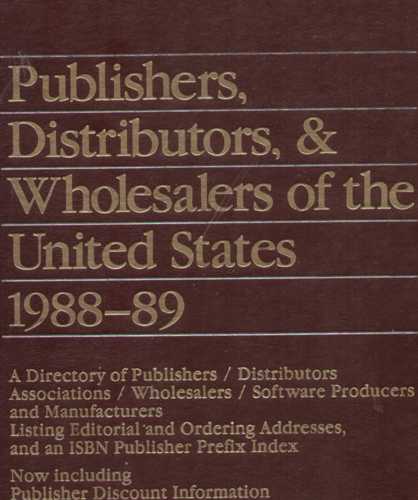 Publishers,
Distributors, &
Wholesalers of the
United States
1988–89
A Directory of Publishers / Distributors
Associations / Wholesalers / Software Producers
and Manufacturers
Listing Editorial and Ordering Addresses,
and an ISBN Publisher Prefix Index
Now including
Publisher Discount Information